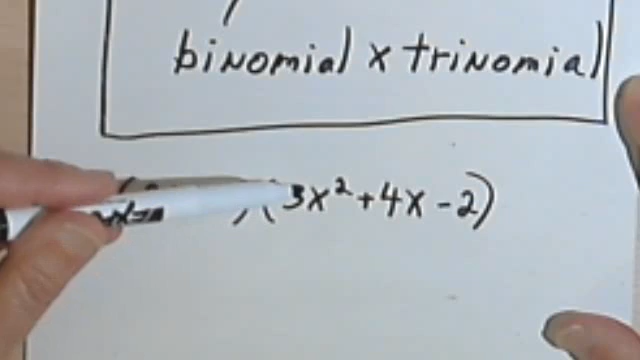 binomial x trinomial
)(3x² + 4x - 2)